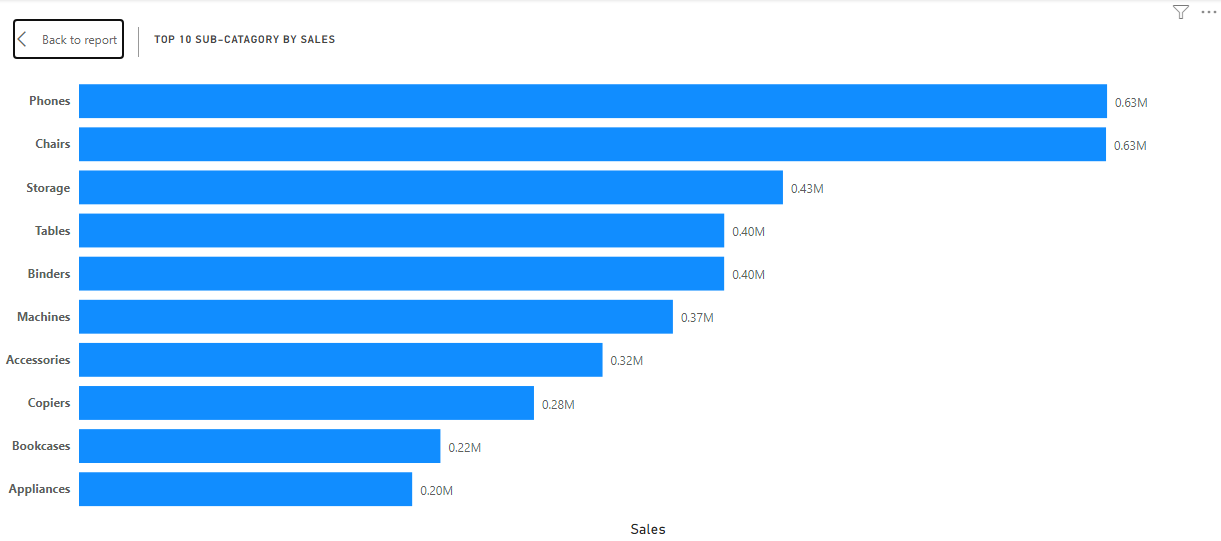 Back to report
TOP 10 SUB-CATAGORY BY SALES
Phones 0.63M
Chairs 0.63M
Storage 0.43M
Tables 0.40M
Binders 0.40M
Machines 0.37M
Accessories 0.32M
Copiers 0.28M
Bookcases 0.22M
Appliances 0.20M
Sales